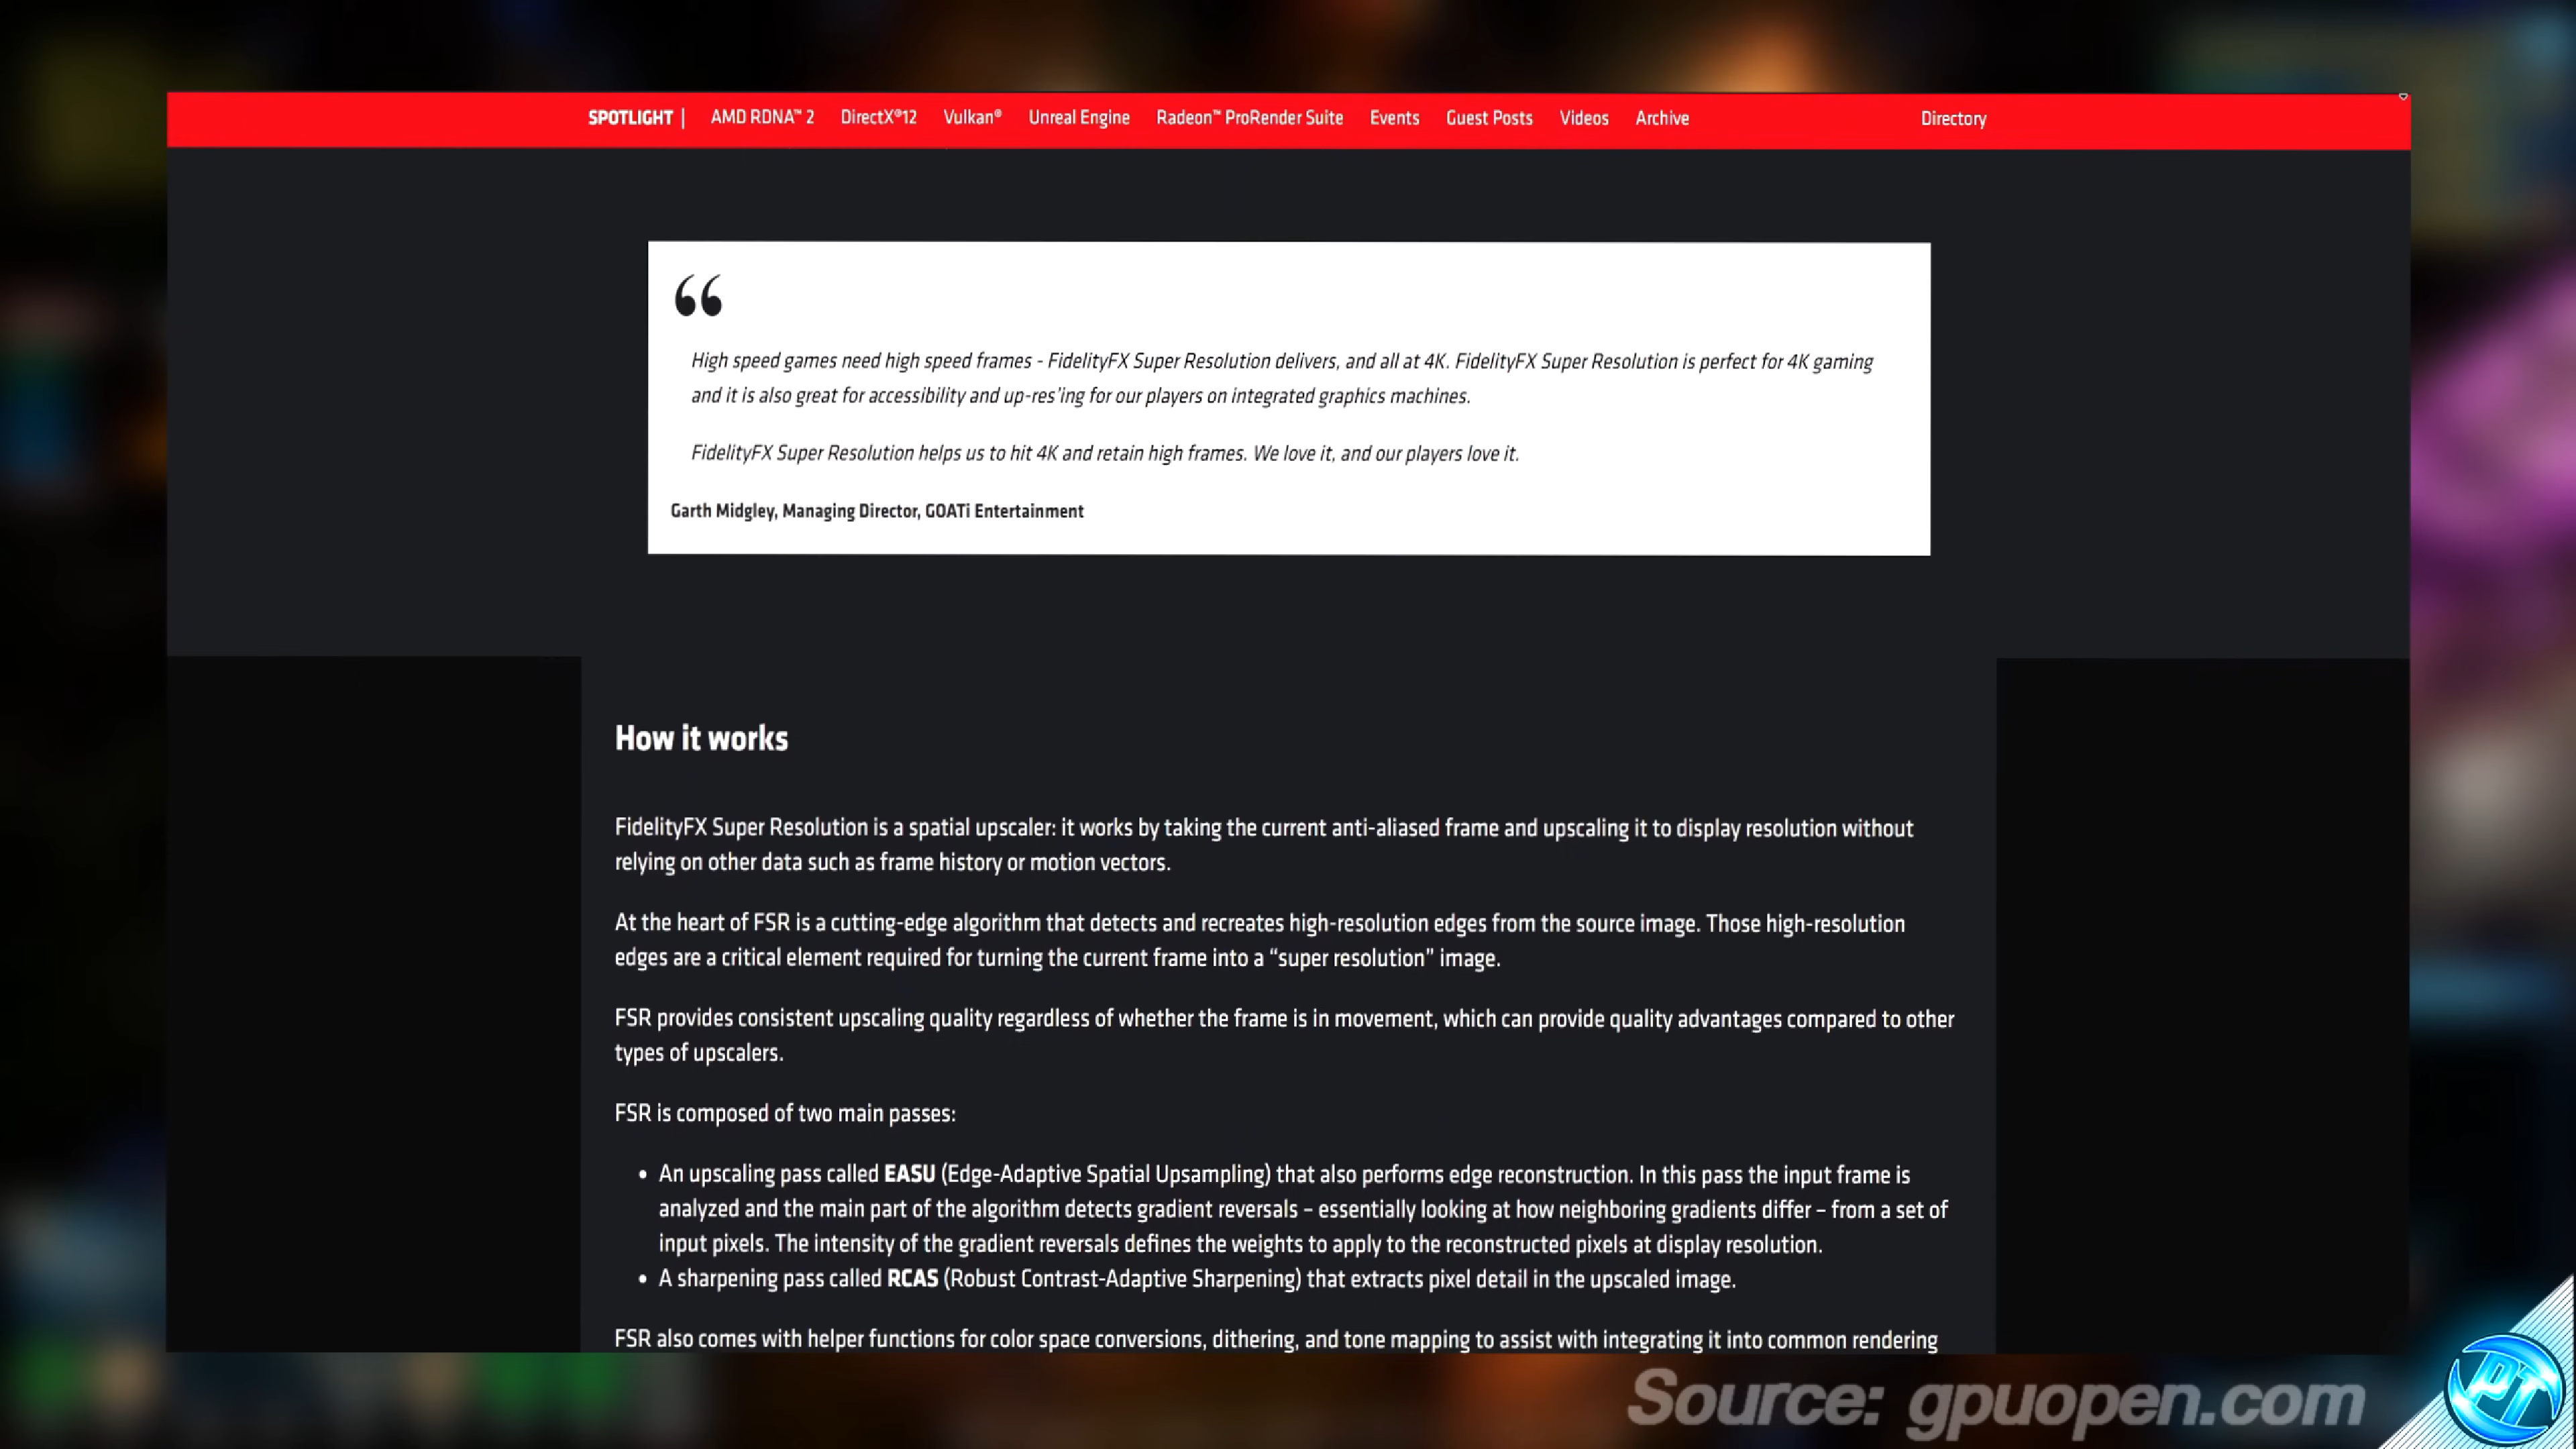 SPOTLIGHT | AMD RDNA™ 2 DirectX®12 Vulkan® Unreal Engine Radeon™ ProRender Suite Events Guest Posts Videos Archive Directory
“
High speed games need high speed frames - FidelityFX Super Resolution delivers, and all at 4K. FidelityFX Super Resolution is perfect for 4K gaming
and it is also great for accessibility and up-res’ing for our players on integrated graphics machines.
FidelityFX Super Resolution helps us to hit 4K and retain high frames. We love it, and our players love it.
Garth Midgley, Managing Director, GOATi Entertainment
How it works
FidelityFX Super Resolution is a spatial upscaler: it works by taking the current anti-aliased frame and upscaling it to display resolution without
relying on other data such as frame history or motion vectors.
At the heart of FSR is a cutting-edge algorithm that detects and recreates high-resolution edges from the source image. Those high-resolution
edges are a critical element required for turning the current frame into a “super resolution” image.
FSR provides consistent upscaling quality regardless of whether the frame is in movement, which can provide quality advantages compared to other
types of upscalers.
FSR is composed of two main passes:
• An upscaling pass called EASU (Edge-Adaptive Spatial Upsampling) that also performs edge reconstruction. In this pass the input frame is
analyzed and the main part of the algorithm detects gradient reversals – essentially looking at how neighboring gradients differ – from a set of
input pixels. The intensity of the gradient reversals defines the weights to apply to the reconstructed pixels at display resolution.
• A sharpening pass called RCAS (Robust Contrast-Adaptive Sharpening) that extracts pixel detail in the upscaled image.
FSR also comes with helper functions for color space conversions, dithering, and tone mapping to assist with integrating it into common rendering
Source: gpuopen.com
PT